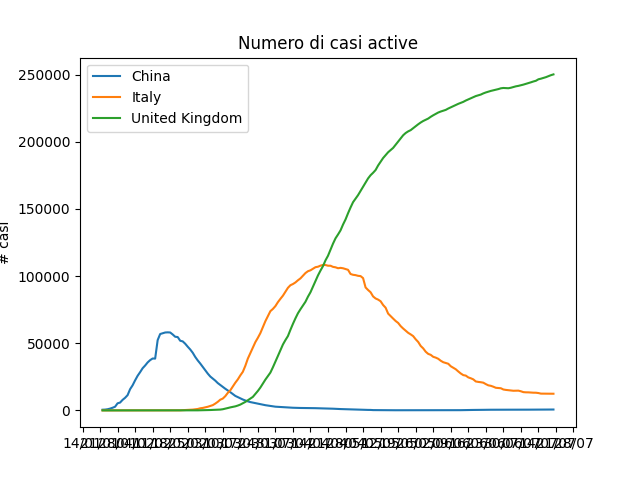 Numero di casi active
China
Italy
United Kingdom
250000
200000
150000
100000
50000
0
# casi